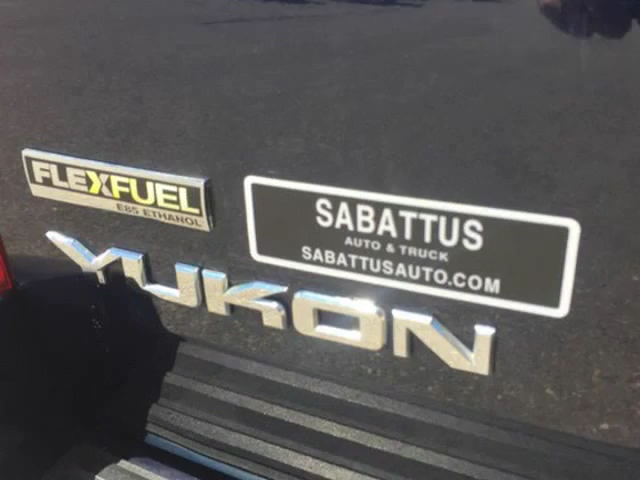 FLEXFUEL
E85 ETHANOL
SABATTUS
AUTO & TRUCK
SABATTUSAUTO.COM
YUKON